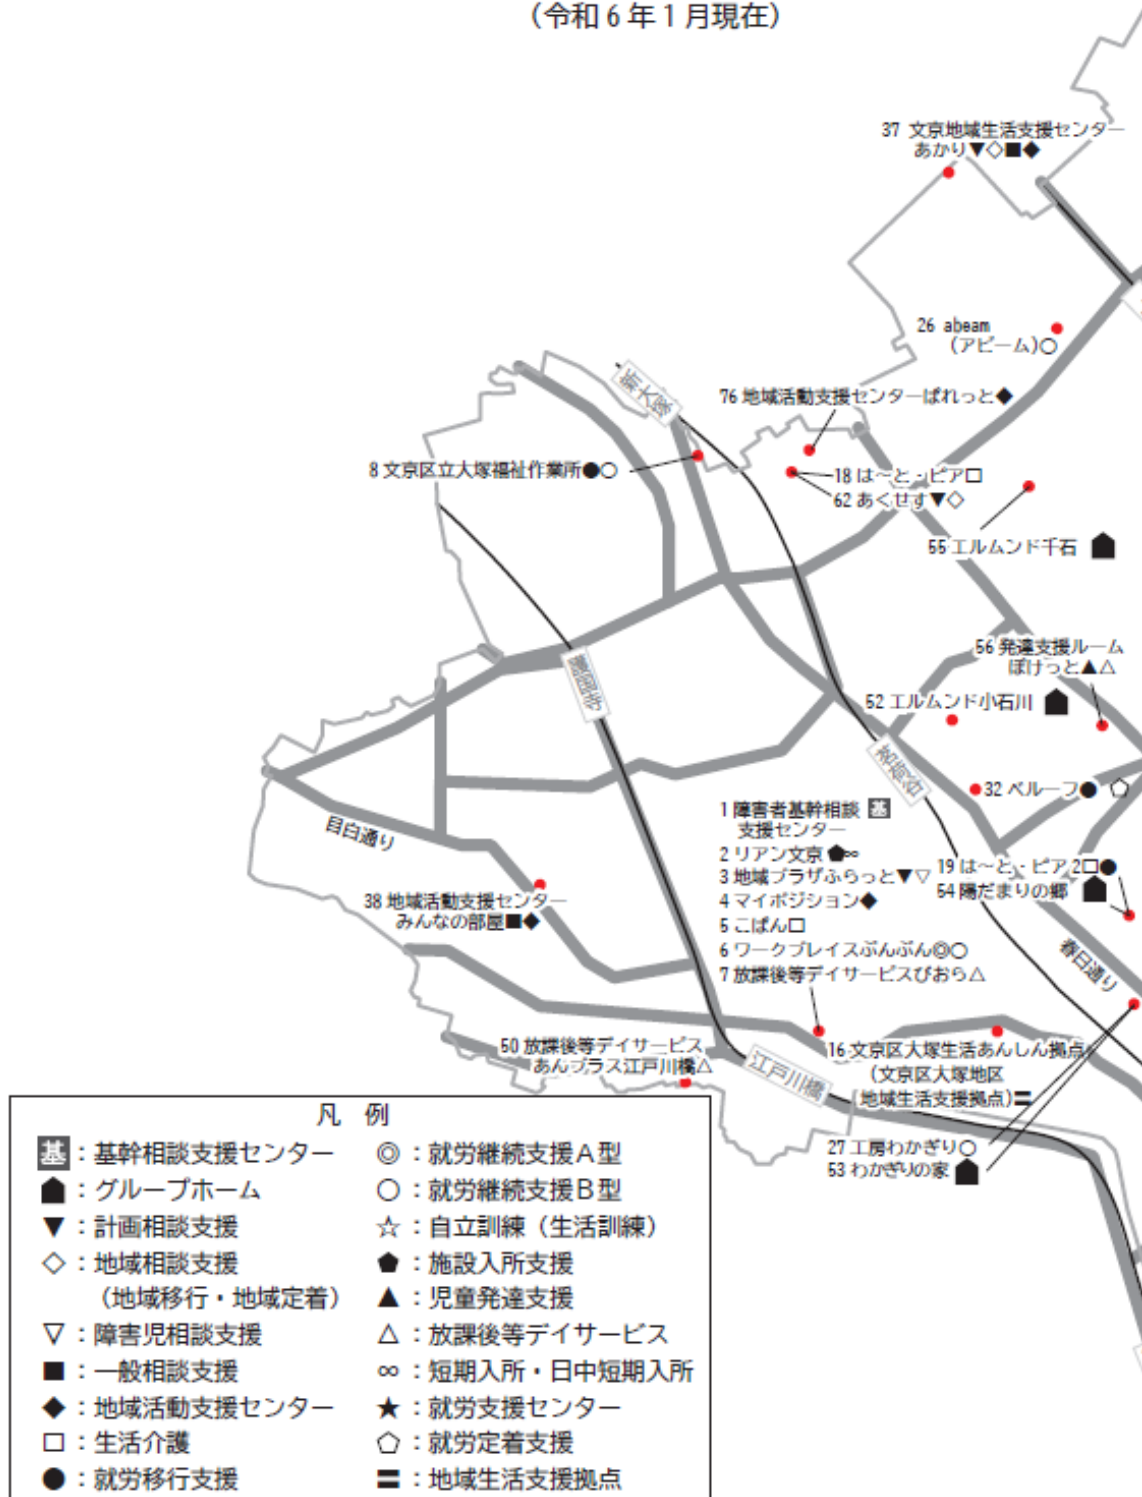 （令和６年１月現在）
37 文京地域生活支援センター
あかり▼◇■◆
26 abeam
（アビーム）○
新大塚
76 地域活動支援センターぱれっと◆
8 文京区立大塚福祉作業所●○
18 は～と・ピア□
62 あくせす▼◇
55 エルムンド千石
56 発達支援ルーム
ぽけっと▲△
52 エルムンド小石川
護国寺
茗荷谷
32 ベルーフ●⬠
1 障害者基幹相談 基
支援センター
2 リアン文京⬟∞
3 地域プラザふらっと▼▽
4 マイポジション◆
5 こぱん□
6 ワークプレイスぶんぶん◎○
7 放課後等デイサービスびおら△
目白通り
19 は～と・ピア2□●
54 陽だまりの郷
38 地域活動支援センター
みんなの部屋■◆
春日通り
50 放課後等デイサービス
あんプラス江戸川橋△
江戸川橋
16 文京区大塚生活あんしん拠点
（文京区大塚地区
地域生活支援拠点）〓
27 工房わかぎり○
53 わかぎりの家
凡 例
基：基幹相談支援センター
：グループホーム
▼：計画相談支援
◇：地域相談支援
（地域移行・地域定着）
▽：障害児相談支援
■：一般相談支援
◆：地域活動支援センター
□：生活介護
●：就労移行支援
◎：就労継続支援Ａ型
○：就労継続支援Ｂ型
☆：自立訓練（生活訓練）
⬟：施設入所支援
▲：児童発達支援
△：放課後等デイサービス
∞：短期入所・日中短期入所
★：就労支援センター
⬠：就労定着支援
〓：地域生活支援拠点